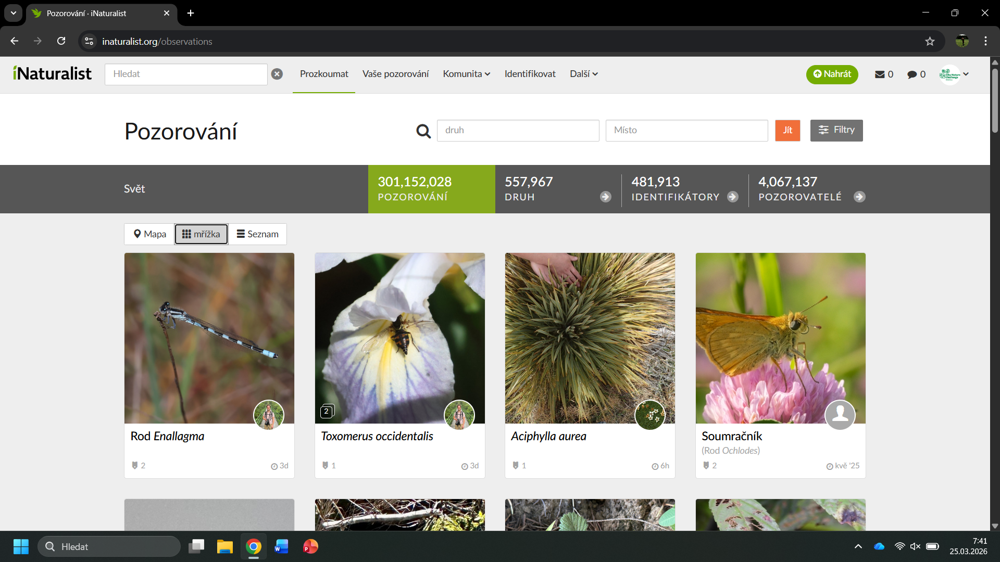 Pozorování · iNaturalist
inaturalist.org/observations
iNaturalist
Hledat
Prozkoumat
Vaše pozorování
Komunita
Identifikovat
Další
Nahrát
0
0
Pozorování
druh
Místo
Jít
Filtry
Svět
301,152,028
POZOROVÁNÍ
557,967
DRUH
481,913
IDENTIFIKÁTORY
4,067,137
POZOROVATELÉ
Mapa
mřížka
Seznam
2
Rod Enallagma
2
3d
Toxomerus occidentalis
1
3d
Aciphylla aurea
1
6h
Soumračník
(Rod Ochlodes)
2
kvě '25
Hledat
7:41
25.03.2026